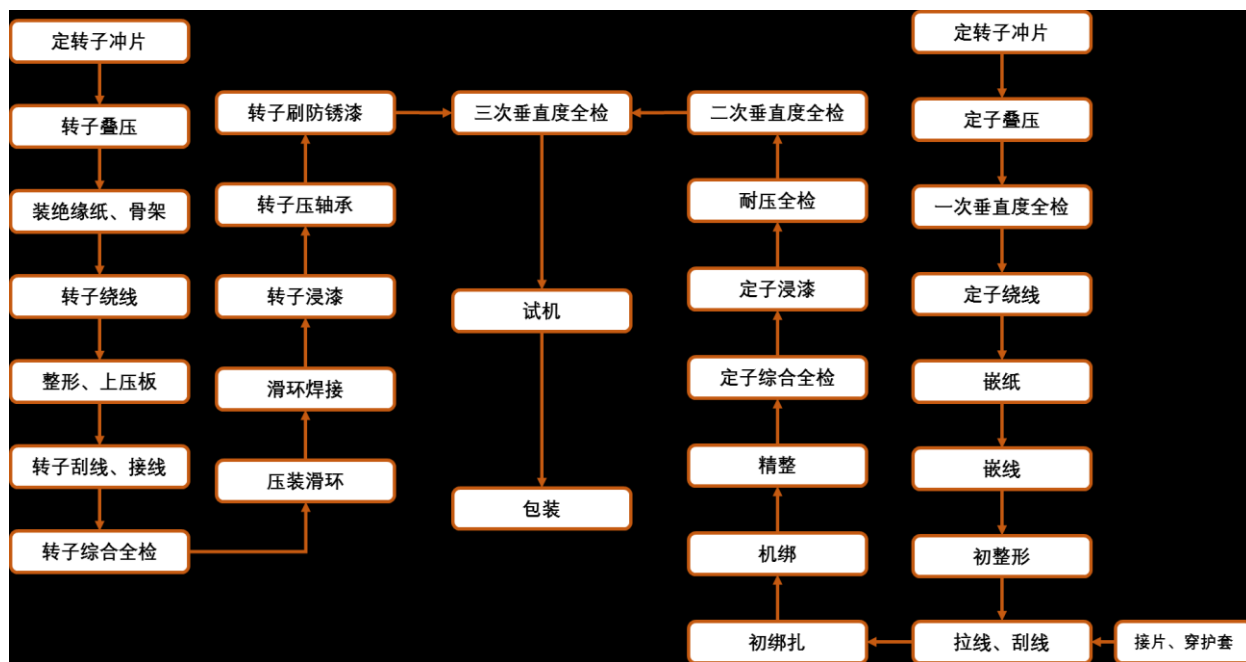 定转子冲片
转子叠压
装绝缘纸、骨架
转子绕线
整形、上压板
转子刮线、接线
转子综合全检
压装滑环
滑环焊接
转子浸漆
转子压轴承
转子刷防锈漆
三次垂直度全检
试机
包装
定转子冲片
定子叠压
一次垂直度全检
定子绕线
嵌纸
嵌线
初整形
拉线、刮线
接片、穿护套
初绑扎
机绑
精整
定子综合全检
定子浸漆
耐压全检
二次垂直度全检